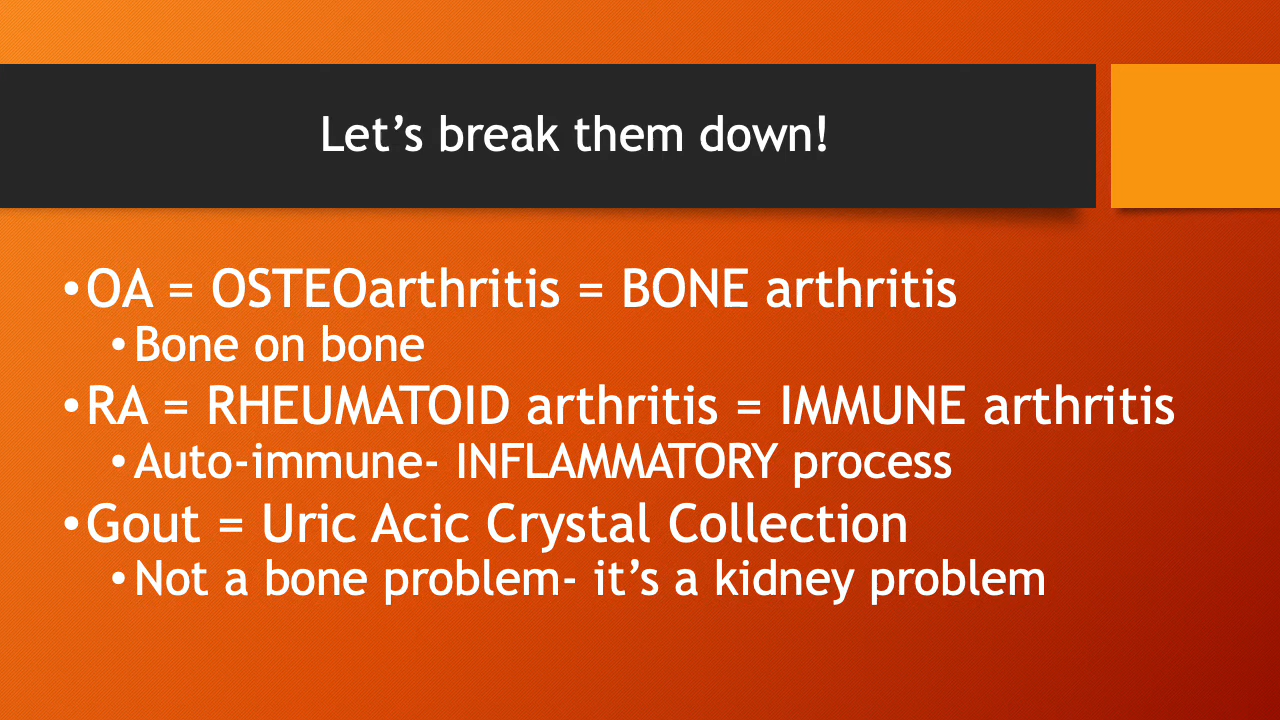 Let’s break them down!
•OA = OSTEOarthritis = BONE arthritis
•Bone on bone
•RA = RHEUMATOID arthritis = IMMUNE arthritis
•Auto-immune- INFLAMMATORY process
•Gout = Uric Acic Crystal Collection
•Not a bone problem- it’s a kidney problem